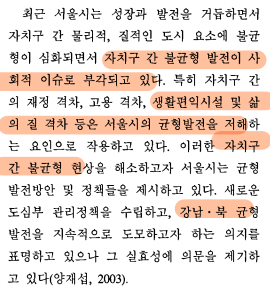 최근 서울시는 성장과 발전을 거듭하면서
자치구 간 물리적, 질적인 도시 요소에 불균
형이 심화되면서 자치구 간 불균형 발전이 사
회적 이슈로 부각되고 있다. 특히 자치구 간
의 재정 격차, 고용 격차, 생활편익시설 및 삶
의 질 격차 등은 서울시의 균형발전을 저해하
는 요인으로 작용하고 있다. 이러한 자치구
간 불균형 현상을 해소하고자 서울시는 균형
발전방안 및 정책들을 제시하고 있다. 새로운
도심부 관리정책을 수립하고, 강남·북 균형
발전을 지속적으로 도모하고자 하는 의지를
표명하고 있으나 그 실효성에 의문을 제기하
고 있다(양재섭, 2003).